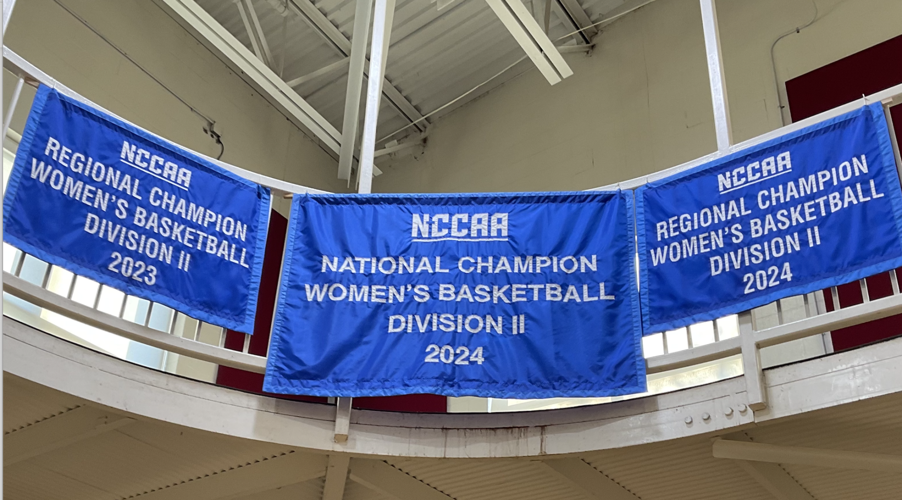 NCCAA
REGIONAL CHAMPION
WOMEN'S BASKETBALL
DIVISION II
2023
NCCAA
NATIONAL CHAMPION
WOMEN'S BASKETBALL
DIVISION II
2024
NCCAA
REGIONAL CHAMPION
WOMEN'S BASKETBALL
DIVISION II
2024